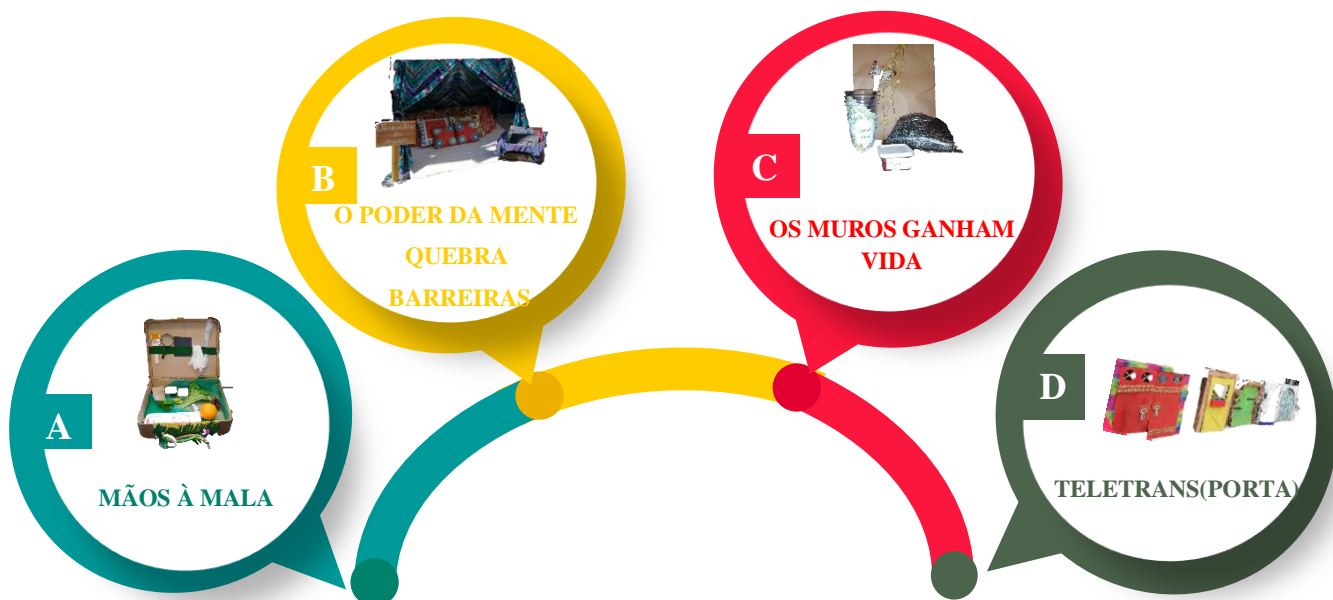 A
MÃOS À MALA
B
O PODER DA MENTE
QUEBRA
BARREIRAS
C
OS MUROS GANHAM
VIDA
D
TELETRANS(PORTA)